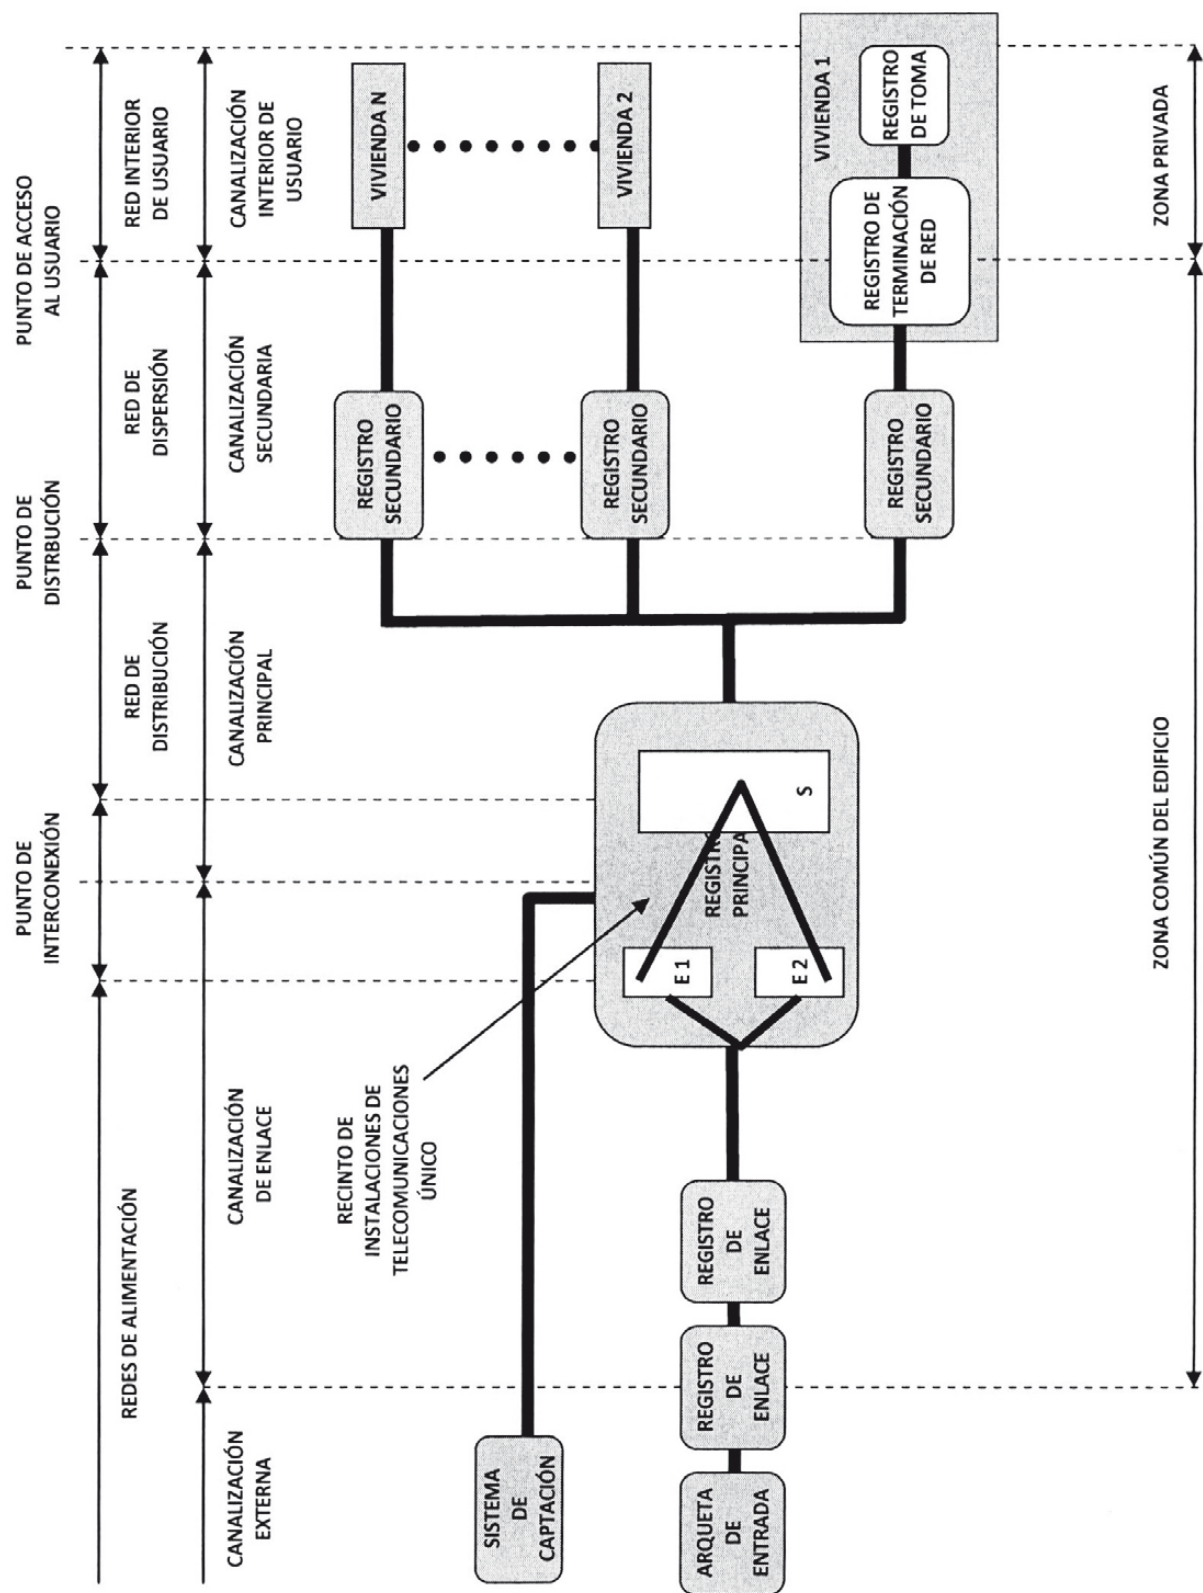 PUNTO DE
INTERCONEXIÓN
PUNTO DE
DISTRBUCIÓN
PUNTO DE ACCESO
AL USUARIO
REDES DE ALIMENTACIÓN
RED DE
DISTRIBUCIÓN
RED DE
DISPERSIÓN
RED INTERIOR
DE USUARIO
CANALIZACIÓN
EXTERNA
CANALIZACIÓN
DE ENLACE
CANALIZACIÓN
PRINCIPAL
CANALIZACIÓN
SECUNDARIA
CANALIZACIÓN
INTERIOR DE
USUARIO
RECINTO DE
INSTALACIONES DE
TELECOMUNICACIONES
ÚNICO
REGISTRO
SECUNDARIO
VIVIENDA N
SISTEMA
DE
CAPTACIÓN
REGISTRO
SECUNDARIO
VIVIENDA 2
ARQUETA
DE
ENTRADA
REGISTRO
DE
ENLACE
REGISTRO
DE
ENLACE
E 1
E 2
REGISTRO
PRINCIPA
S
REGISTRO
SECUNDARIO
VIVIENDA 1
REGISTRO DE
TERMINACIÓN
DE RED
REGISTRO
DE TOMA
ZONA COMÚN DEL EDIFICIO
ZONA PRIVADA